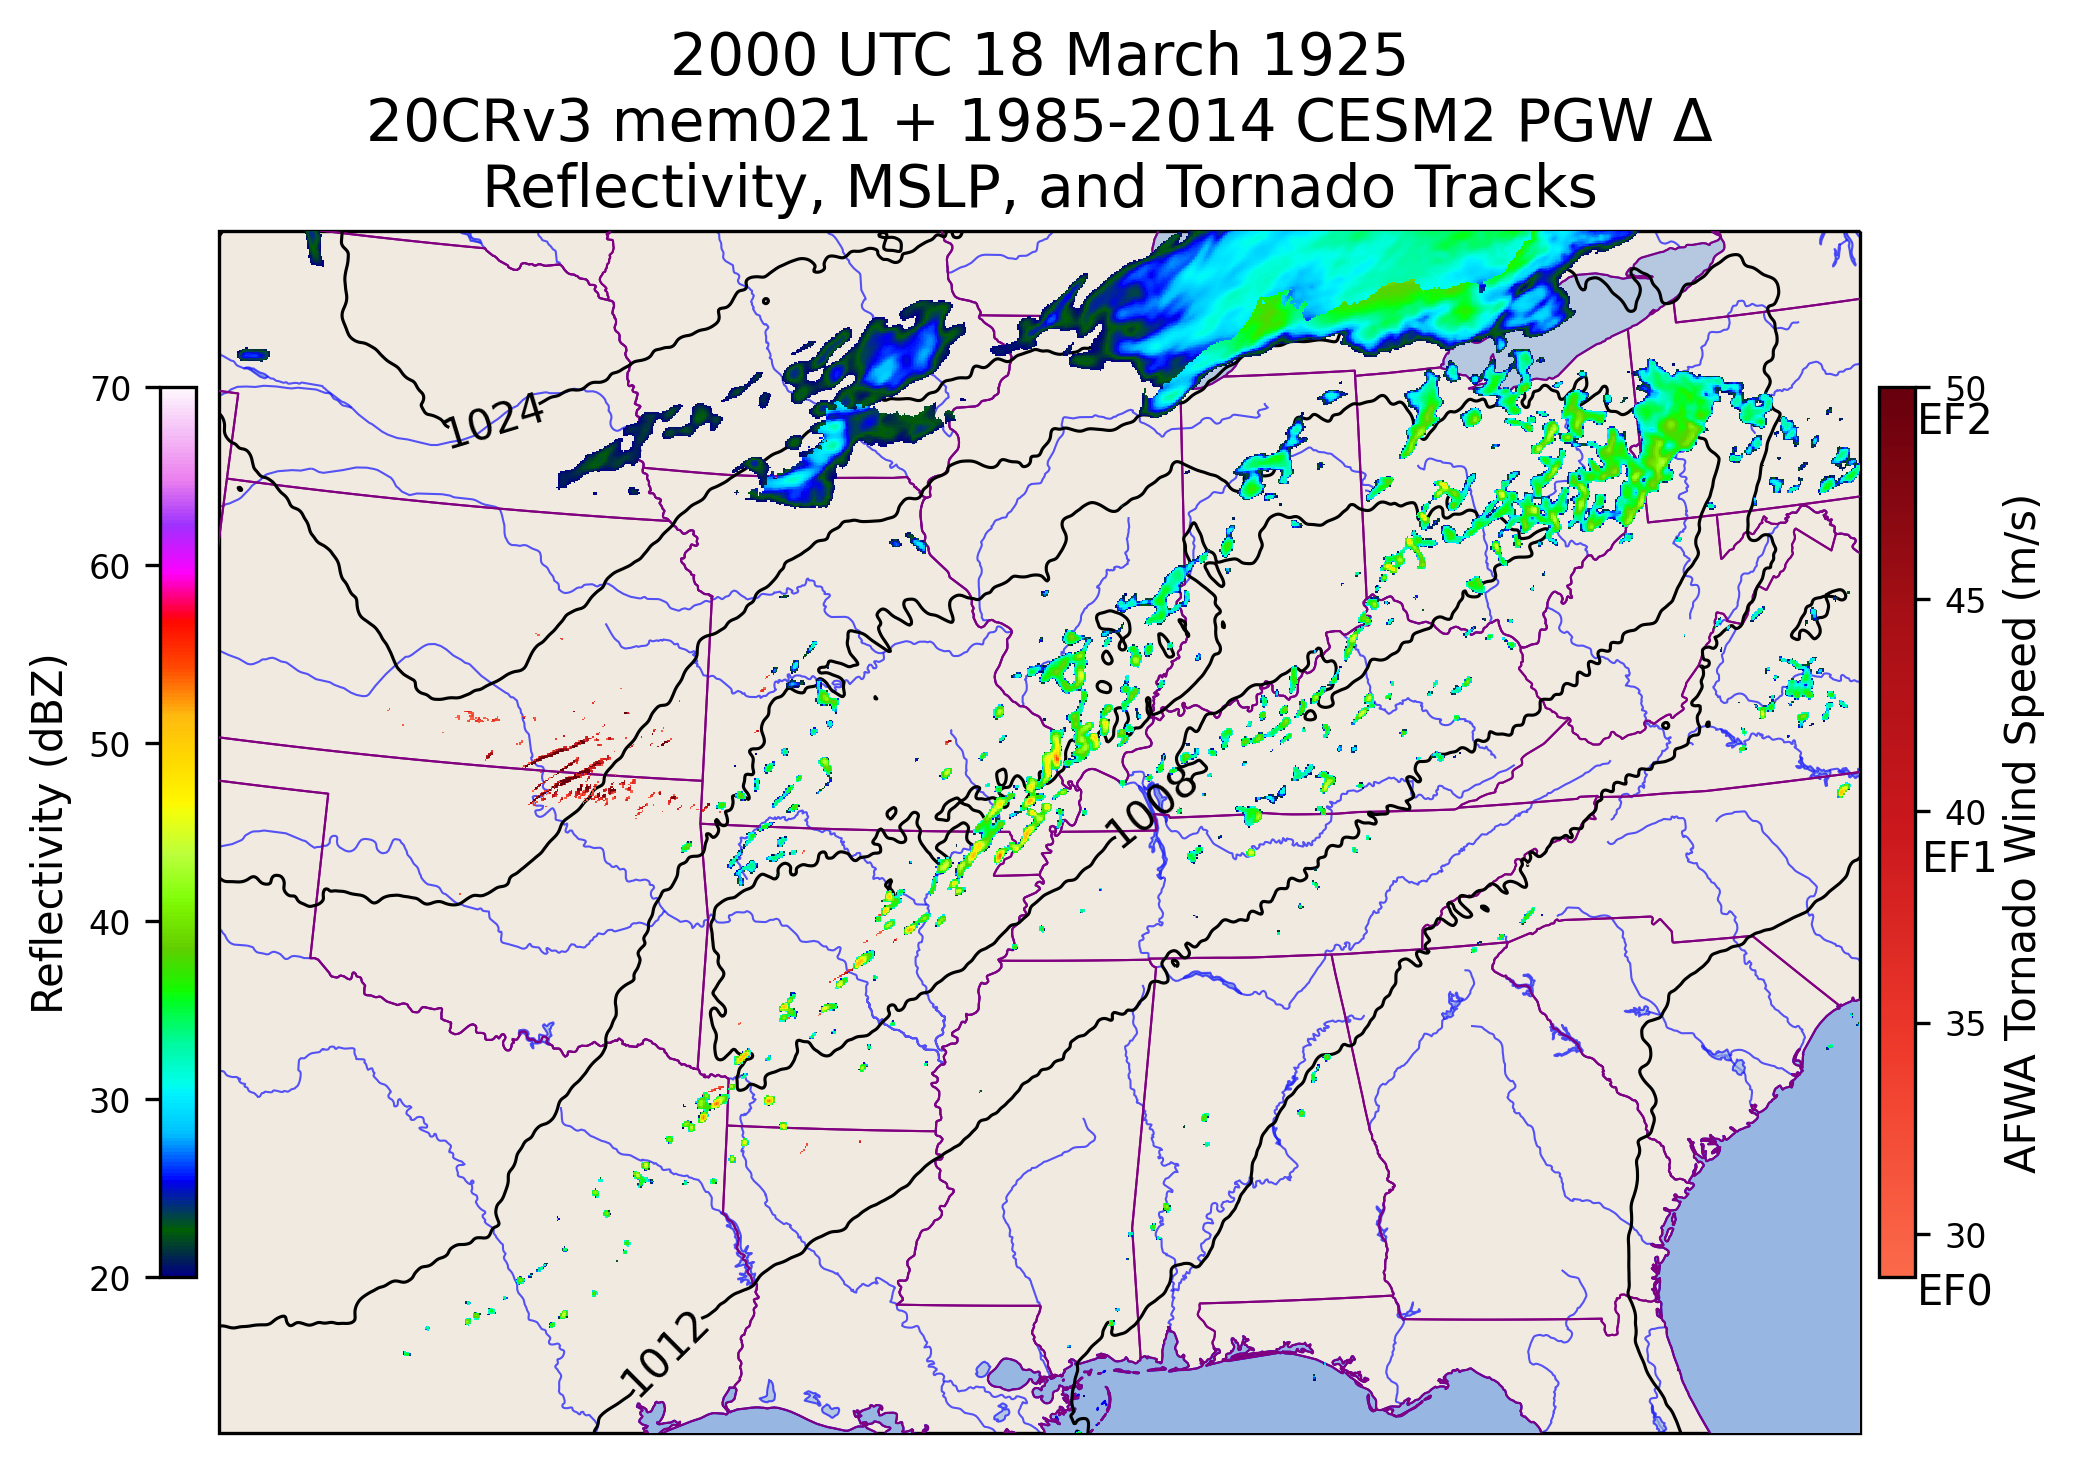 2000 UTC 18 March 1925
20CRv3 mem021 + 1985-2014 CESM2 PGW Δ
Reflectivity, MSLP, and Tornado Tracks
Reflectivity (dBZ)
70
60
50
40
30
20
1024
1008
1012
50
EF2
45
40
EF1
35
30
EF0
AFWA Tornado Wind Speed (m/s)